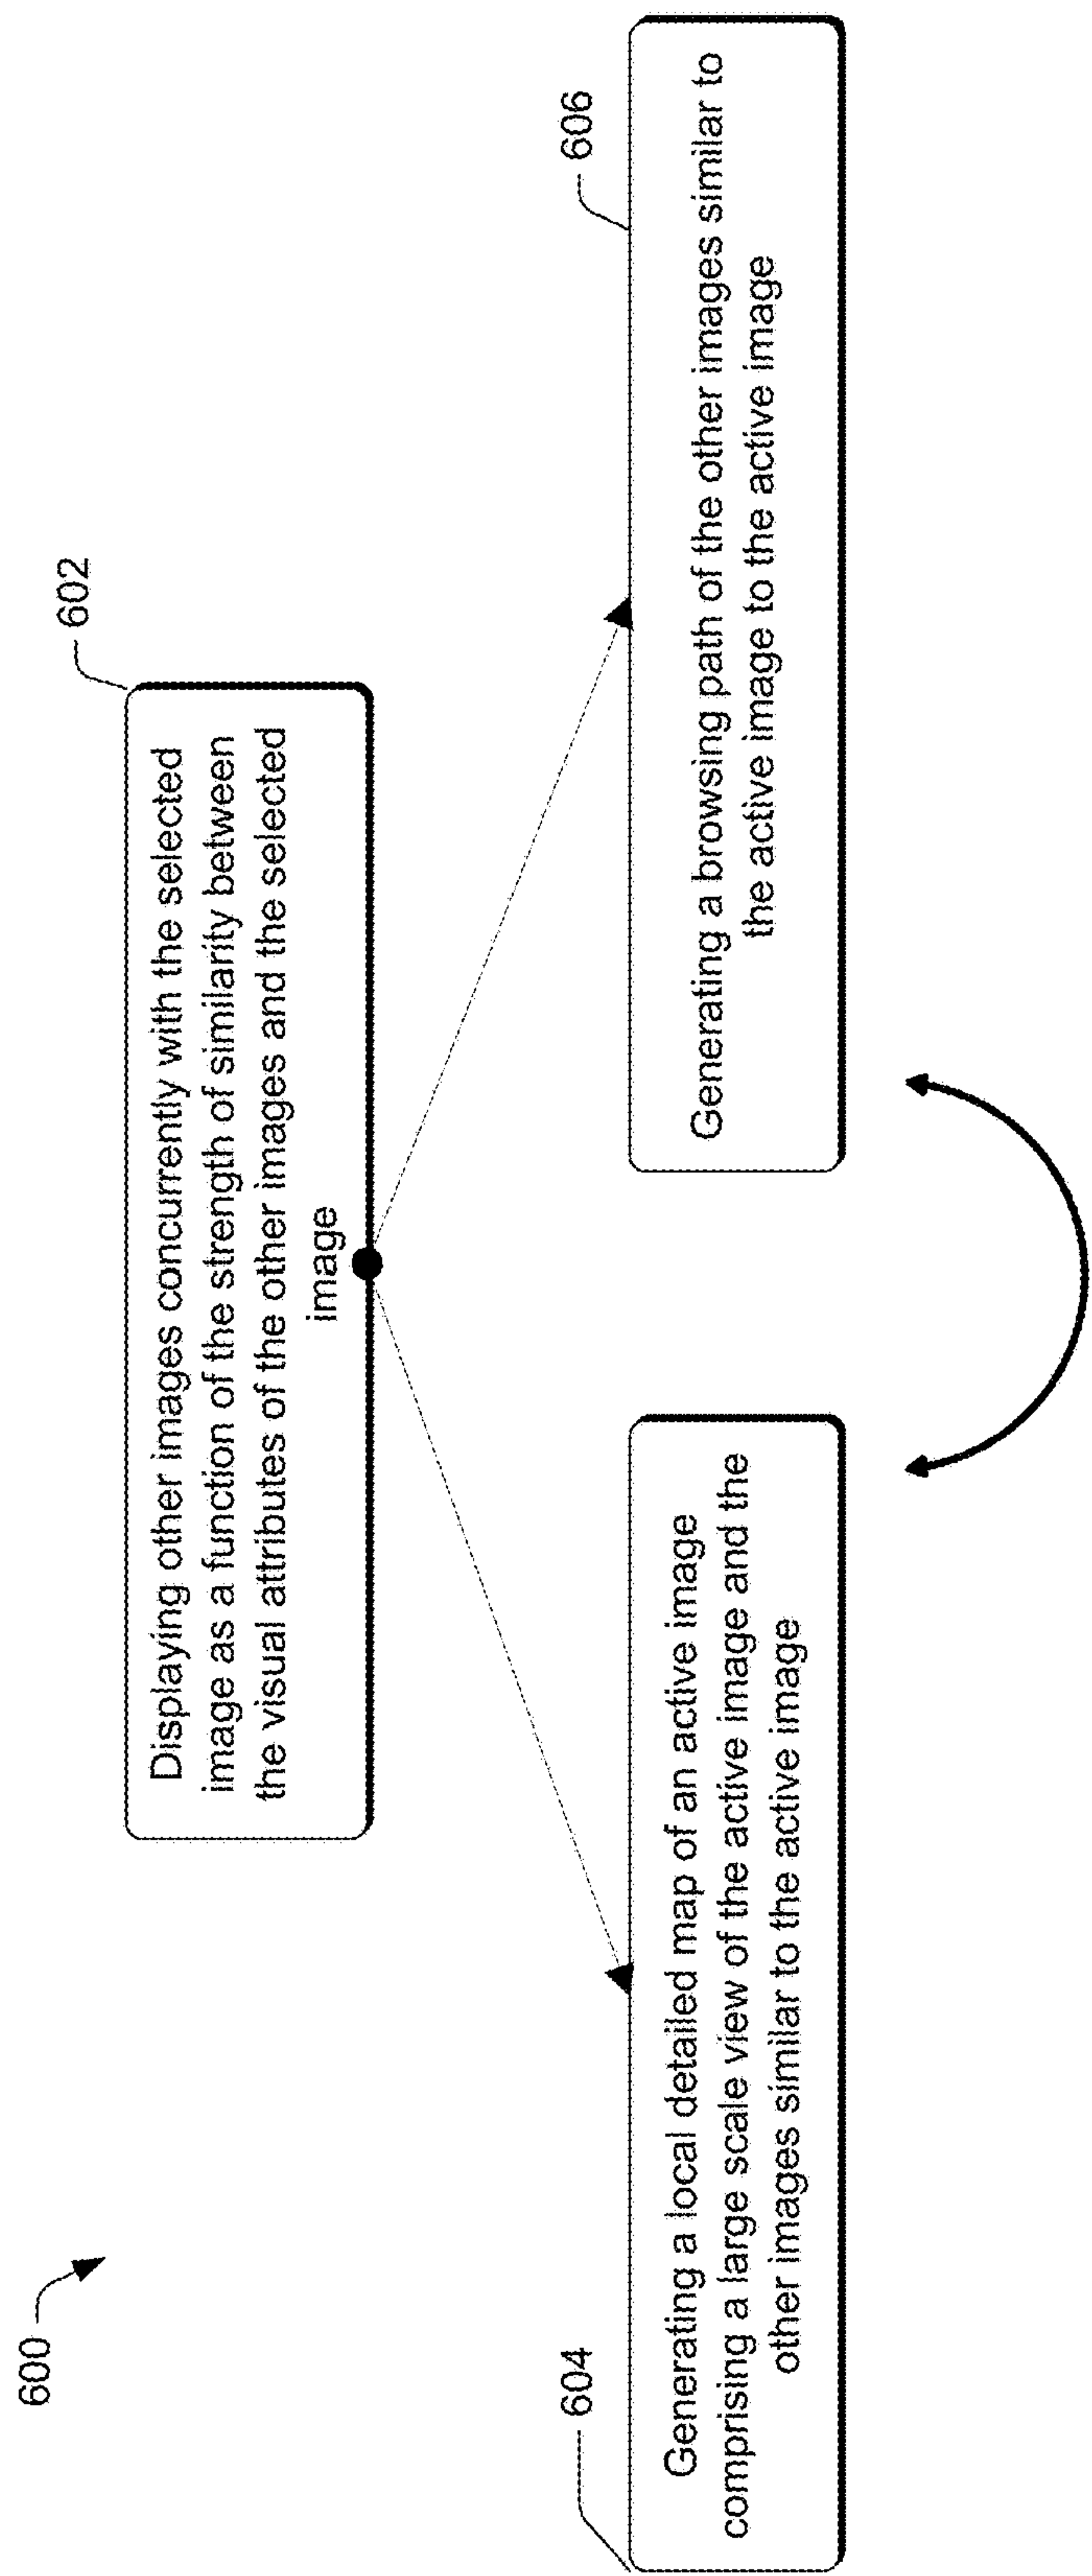 600
602
Displaying other images concurrently with the selected
image as a function of the strength of similarity between
the visual attributes of the other images and the selected
image
604
Generating a local detailed map of an active image
comprising a large scale view of the active image and the
other images similar to the active image
606
Generating a browsing path of the other images similar to
the active image to the active image